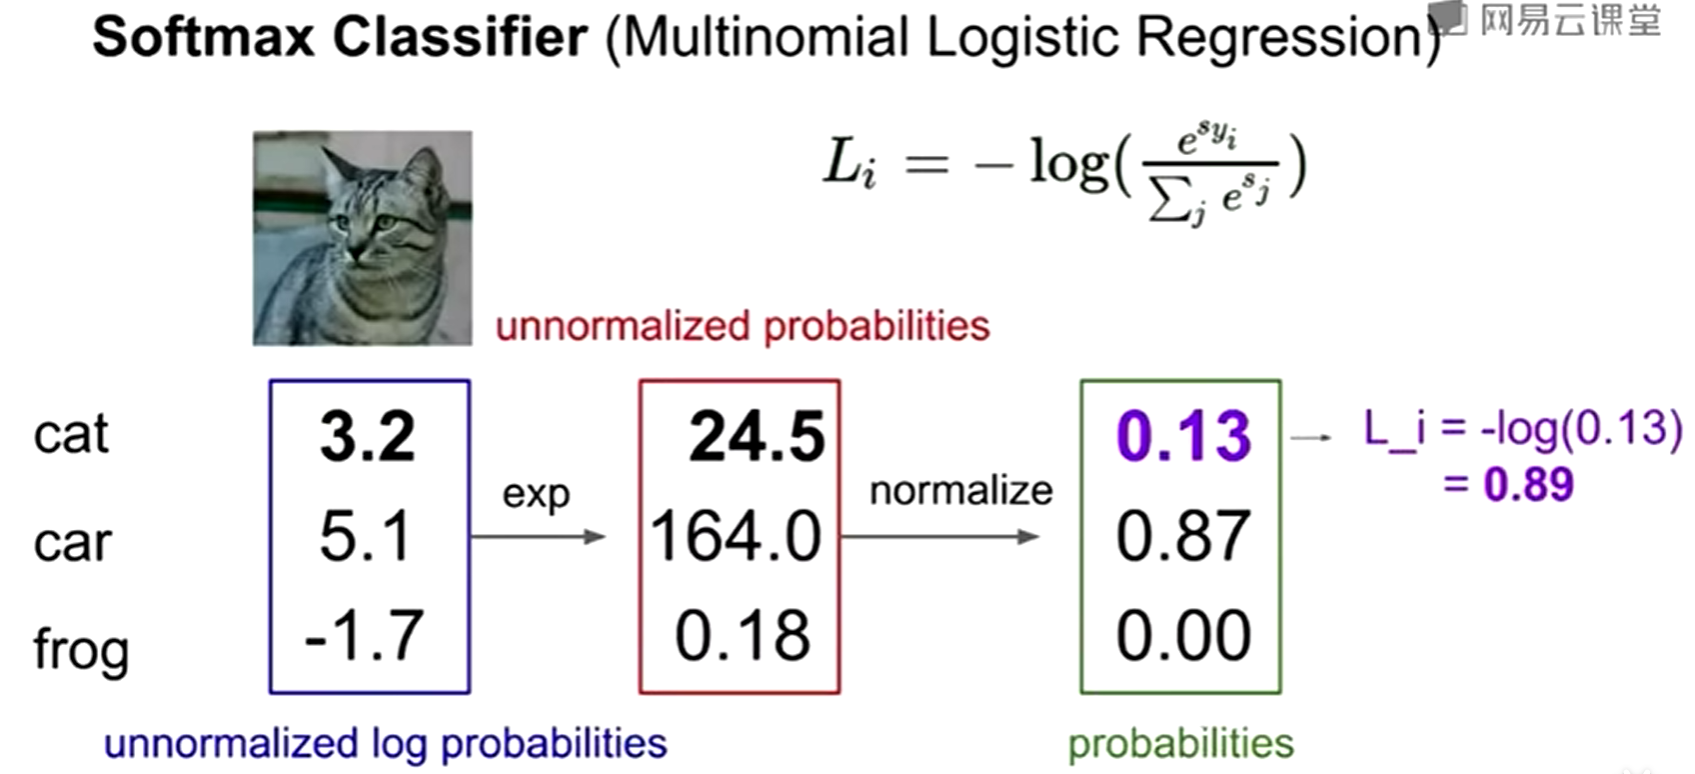 Softmax Classifier (Multinomial Logistic Regression)
网易云课堂
L_i = - log(e^{s_{y_i}} / ∑_j e^{s_j})
unnormalized probabilities
cat 3.2 24.5 0.13 L_i = -log(0.13)
= 0.89
exp normalize
car 5.1 164.0 0.87
frog -1.7 0.18 0.00
unnormalized log probabilities probabilities